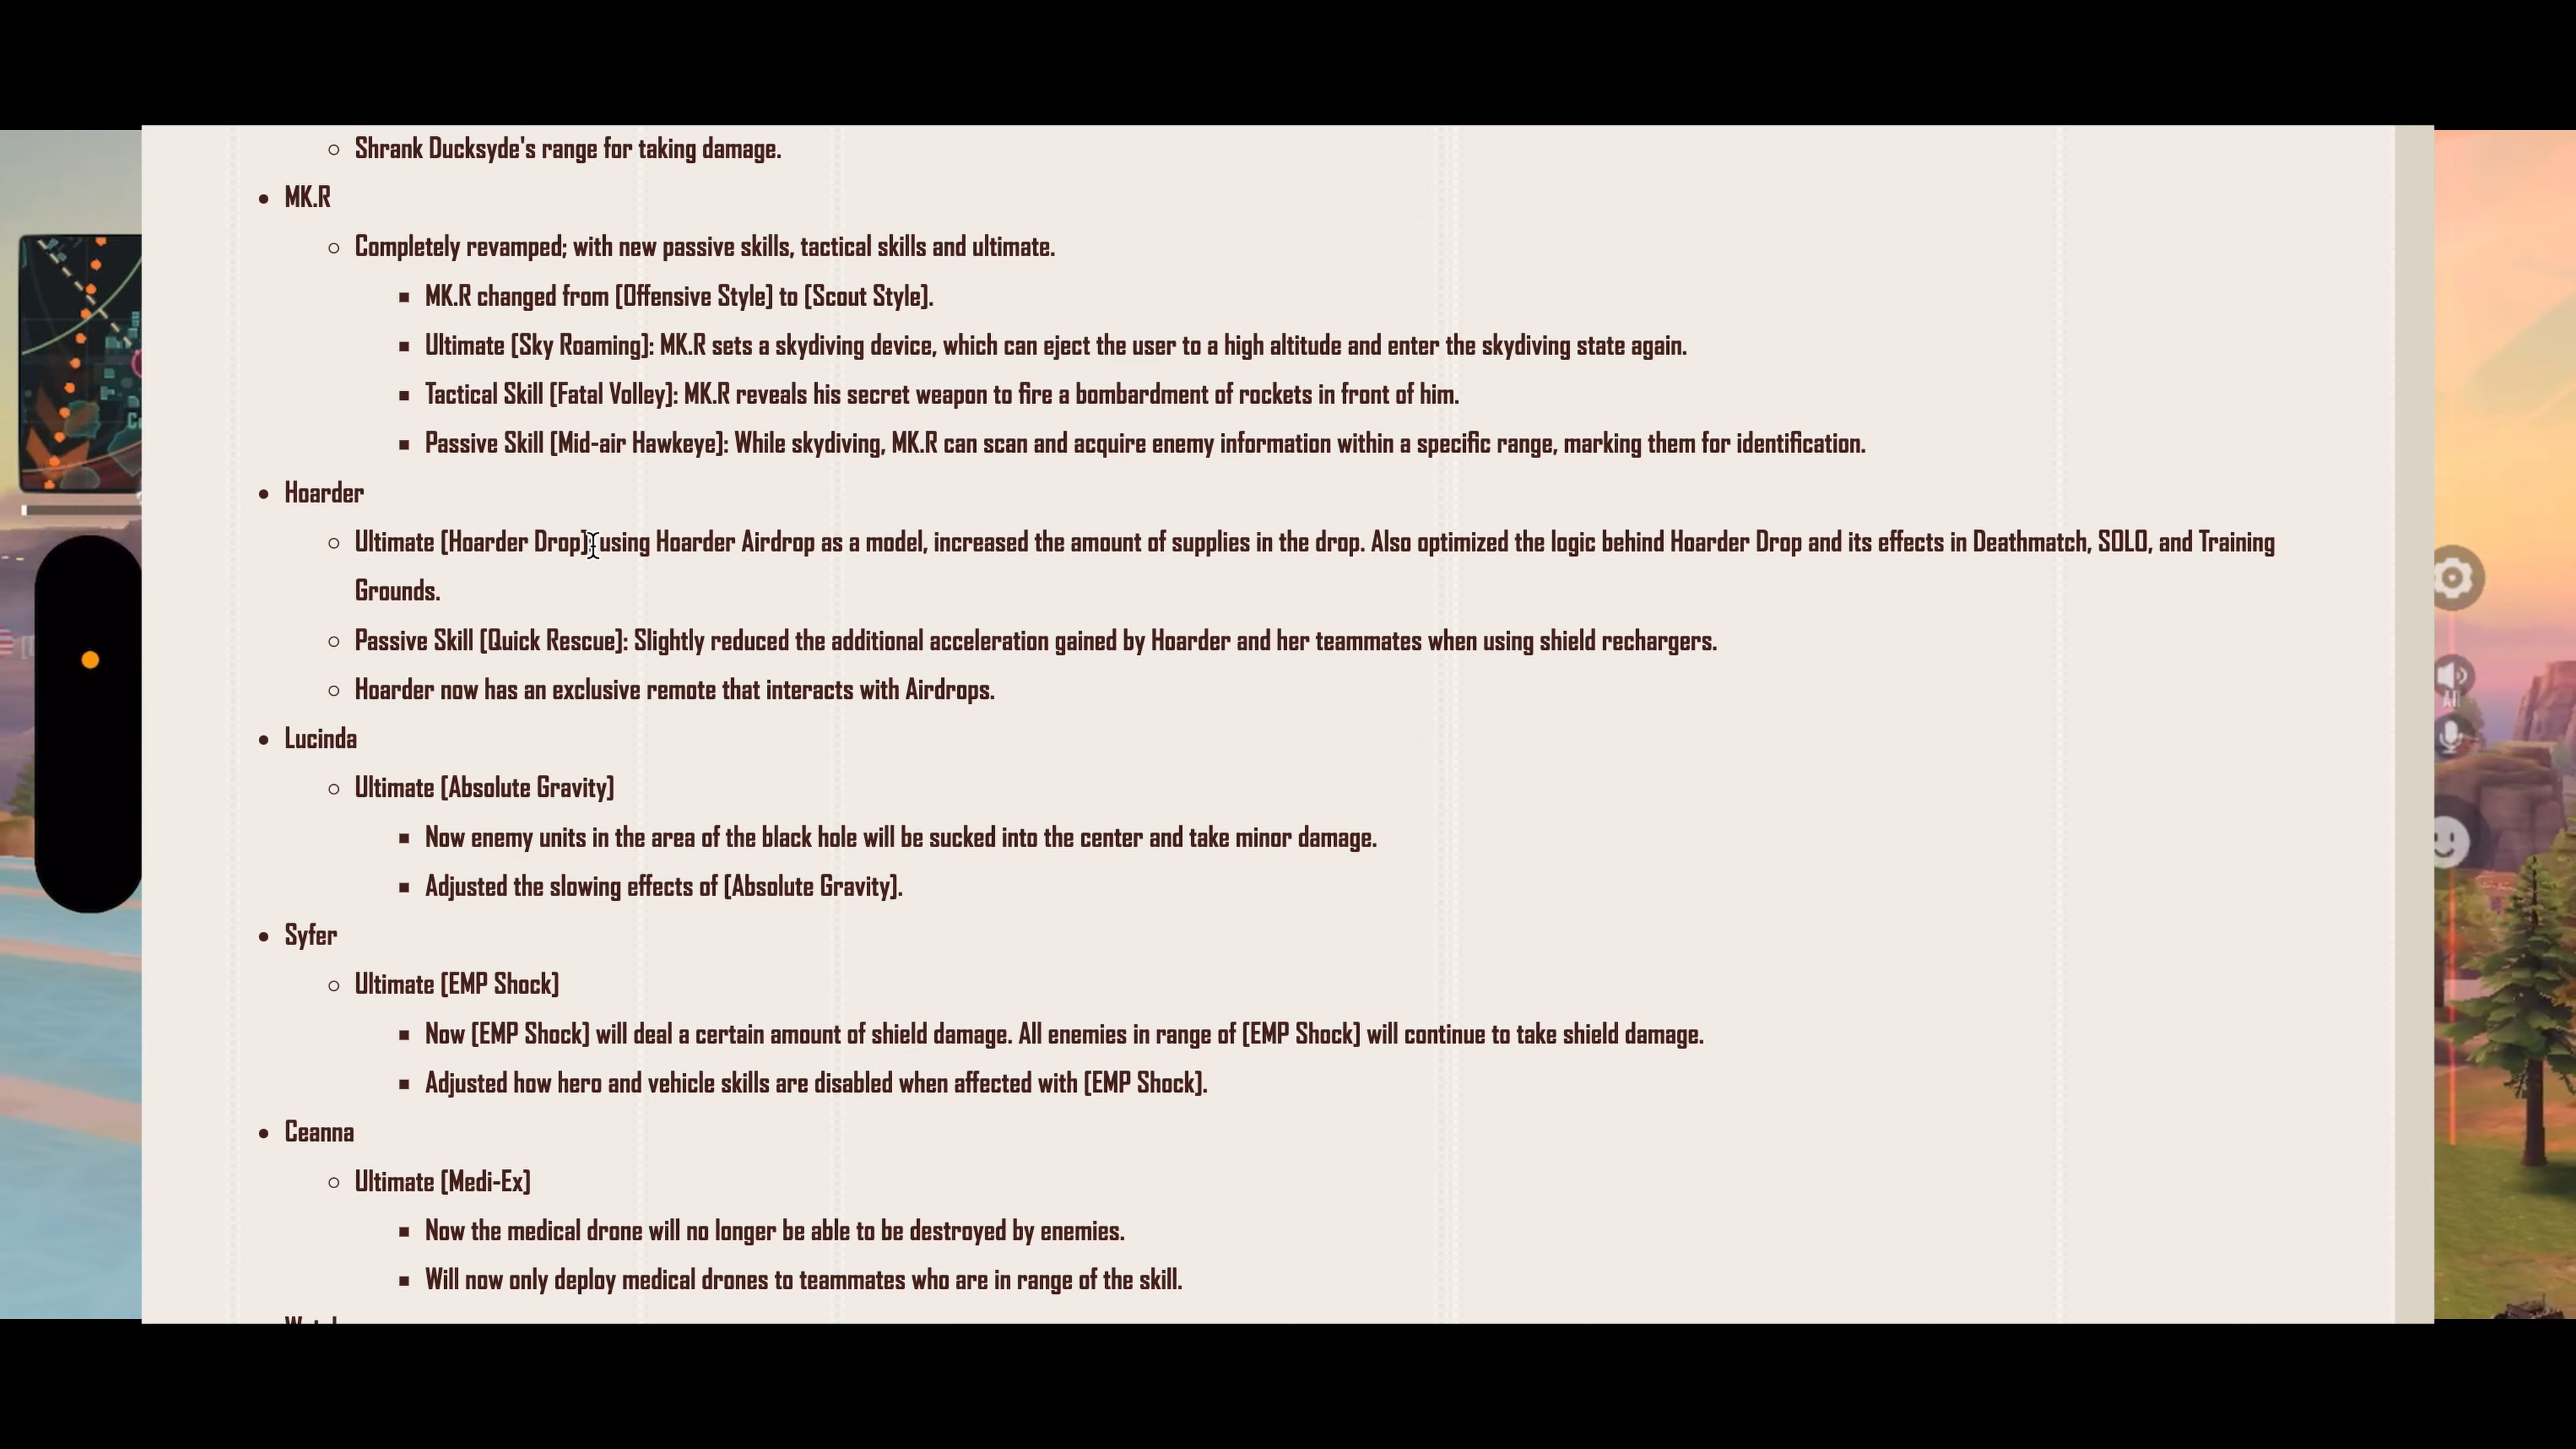 Shrank Ducksyde's range for taking damage.
MK.R
Completely revamped; with new passive skills, tactical skills and ultimate.
MK.R changed from [Offensive Style] to [Scout Style].
Ultimate [Sky Roaming]: MK.R sets a skydiving device, which can eject the user to a high altitude and enter the skydiving state again.
Tactical Skill [Fatal Volley]: MK.R reveals his secret weapon to fire a bombardment of rockets in front of him.
Passive Skill [Mid-air Hawkeye]: While skydiving, MK.R can scan and acquire enemy information within a specific range, marking them for identification.
Hoarder
Ultimate [Hoarder Drop]: using Hoarder Airdrop as a model, increased the amount of supplies in the drop. Also optimized the logic behind Hoarder Drop and its effects in Deathmatch, SOLO, and Training
Grounds.
Passive Skill [Quick Rescue]: Slightly reduced the additional acceleration gained by Hoarder and her teammates when using shield rechargers.
Hoarder now has an exclusive remote that interacts with Airdrops.
Lucinda
Ultimate [Absolute Gravity]
Now enemy units in the area of the black hole will be sucked into the center and take minor damage.
Adjusted the slowing effects of [Absolute Gravity].
Syfer
Ultimate [EMP Shock]
Now [EMP Shock] will deal a certain amount of shield damage. All enemies in range of [EMP Shock] will continue to take shield damage.
Adjusted how hero and vehicle skills are disabled when affected with [EMP Shock].
Ceanna
Ultimate [Medi-Ex]
Now the medical drone will no longer be able to be destroyed by enemies.
Will now only deploy medical drones to teammates who are in range of the skill.